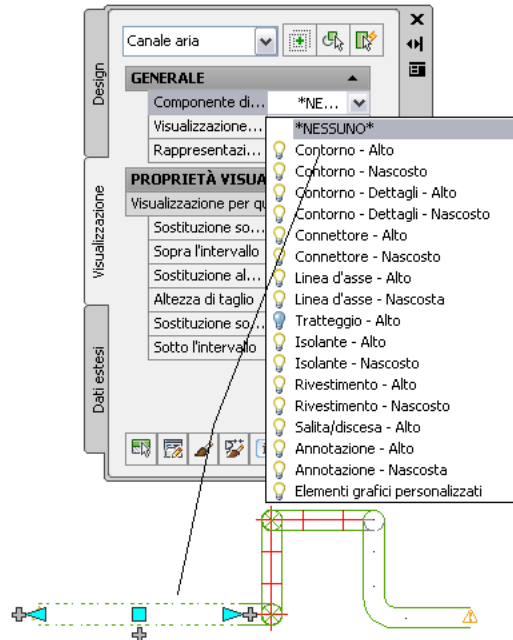 Canale aria
Design
GENERALE
Componente di... *NE...
Visualizzazione...
Rappresentazi...
PROPRIETÀ VISUA
Visualizzazione per qu
Sostituzione so...
Sopra l'intervallo
Sostituzione al...
Altezza di taglio
Sostituzione so...
Sotto l'intervallo
Visualizzazione
Dati estesi
*NESSUNO*
Contorno - Alto
Contorno - Nascosto
Contorno - Dettagli - Alto
Contorno - Dettagli - Nascosto
Connettore - Alto
Connettore - Nascosto
Linea d'asse - Alto
Linea d'asse - Nascosta
Tratteggio - Alto
Isolante - Alto
Isolante - Nascosto
Rivestimento - Alto
Rivestimento - Nascosto
Salita/discesa - Alto
Annotazione - Alto
Annotazione - Nascosta
Elementi grafici personalizzati